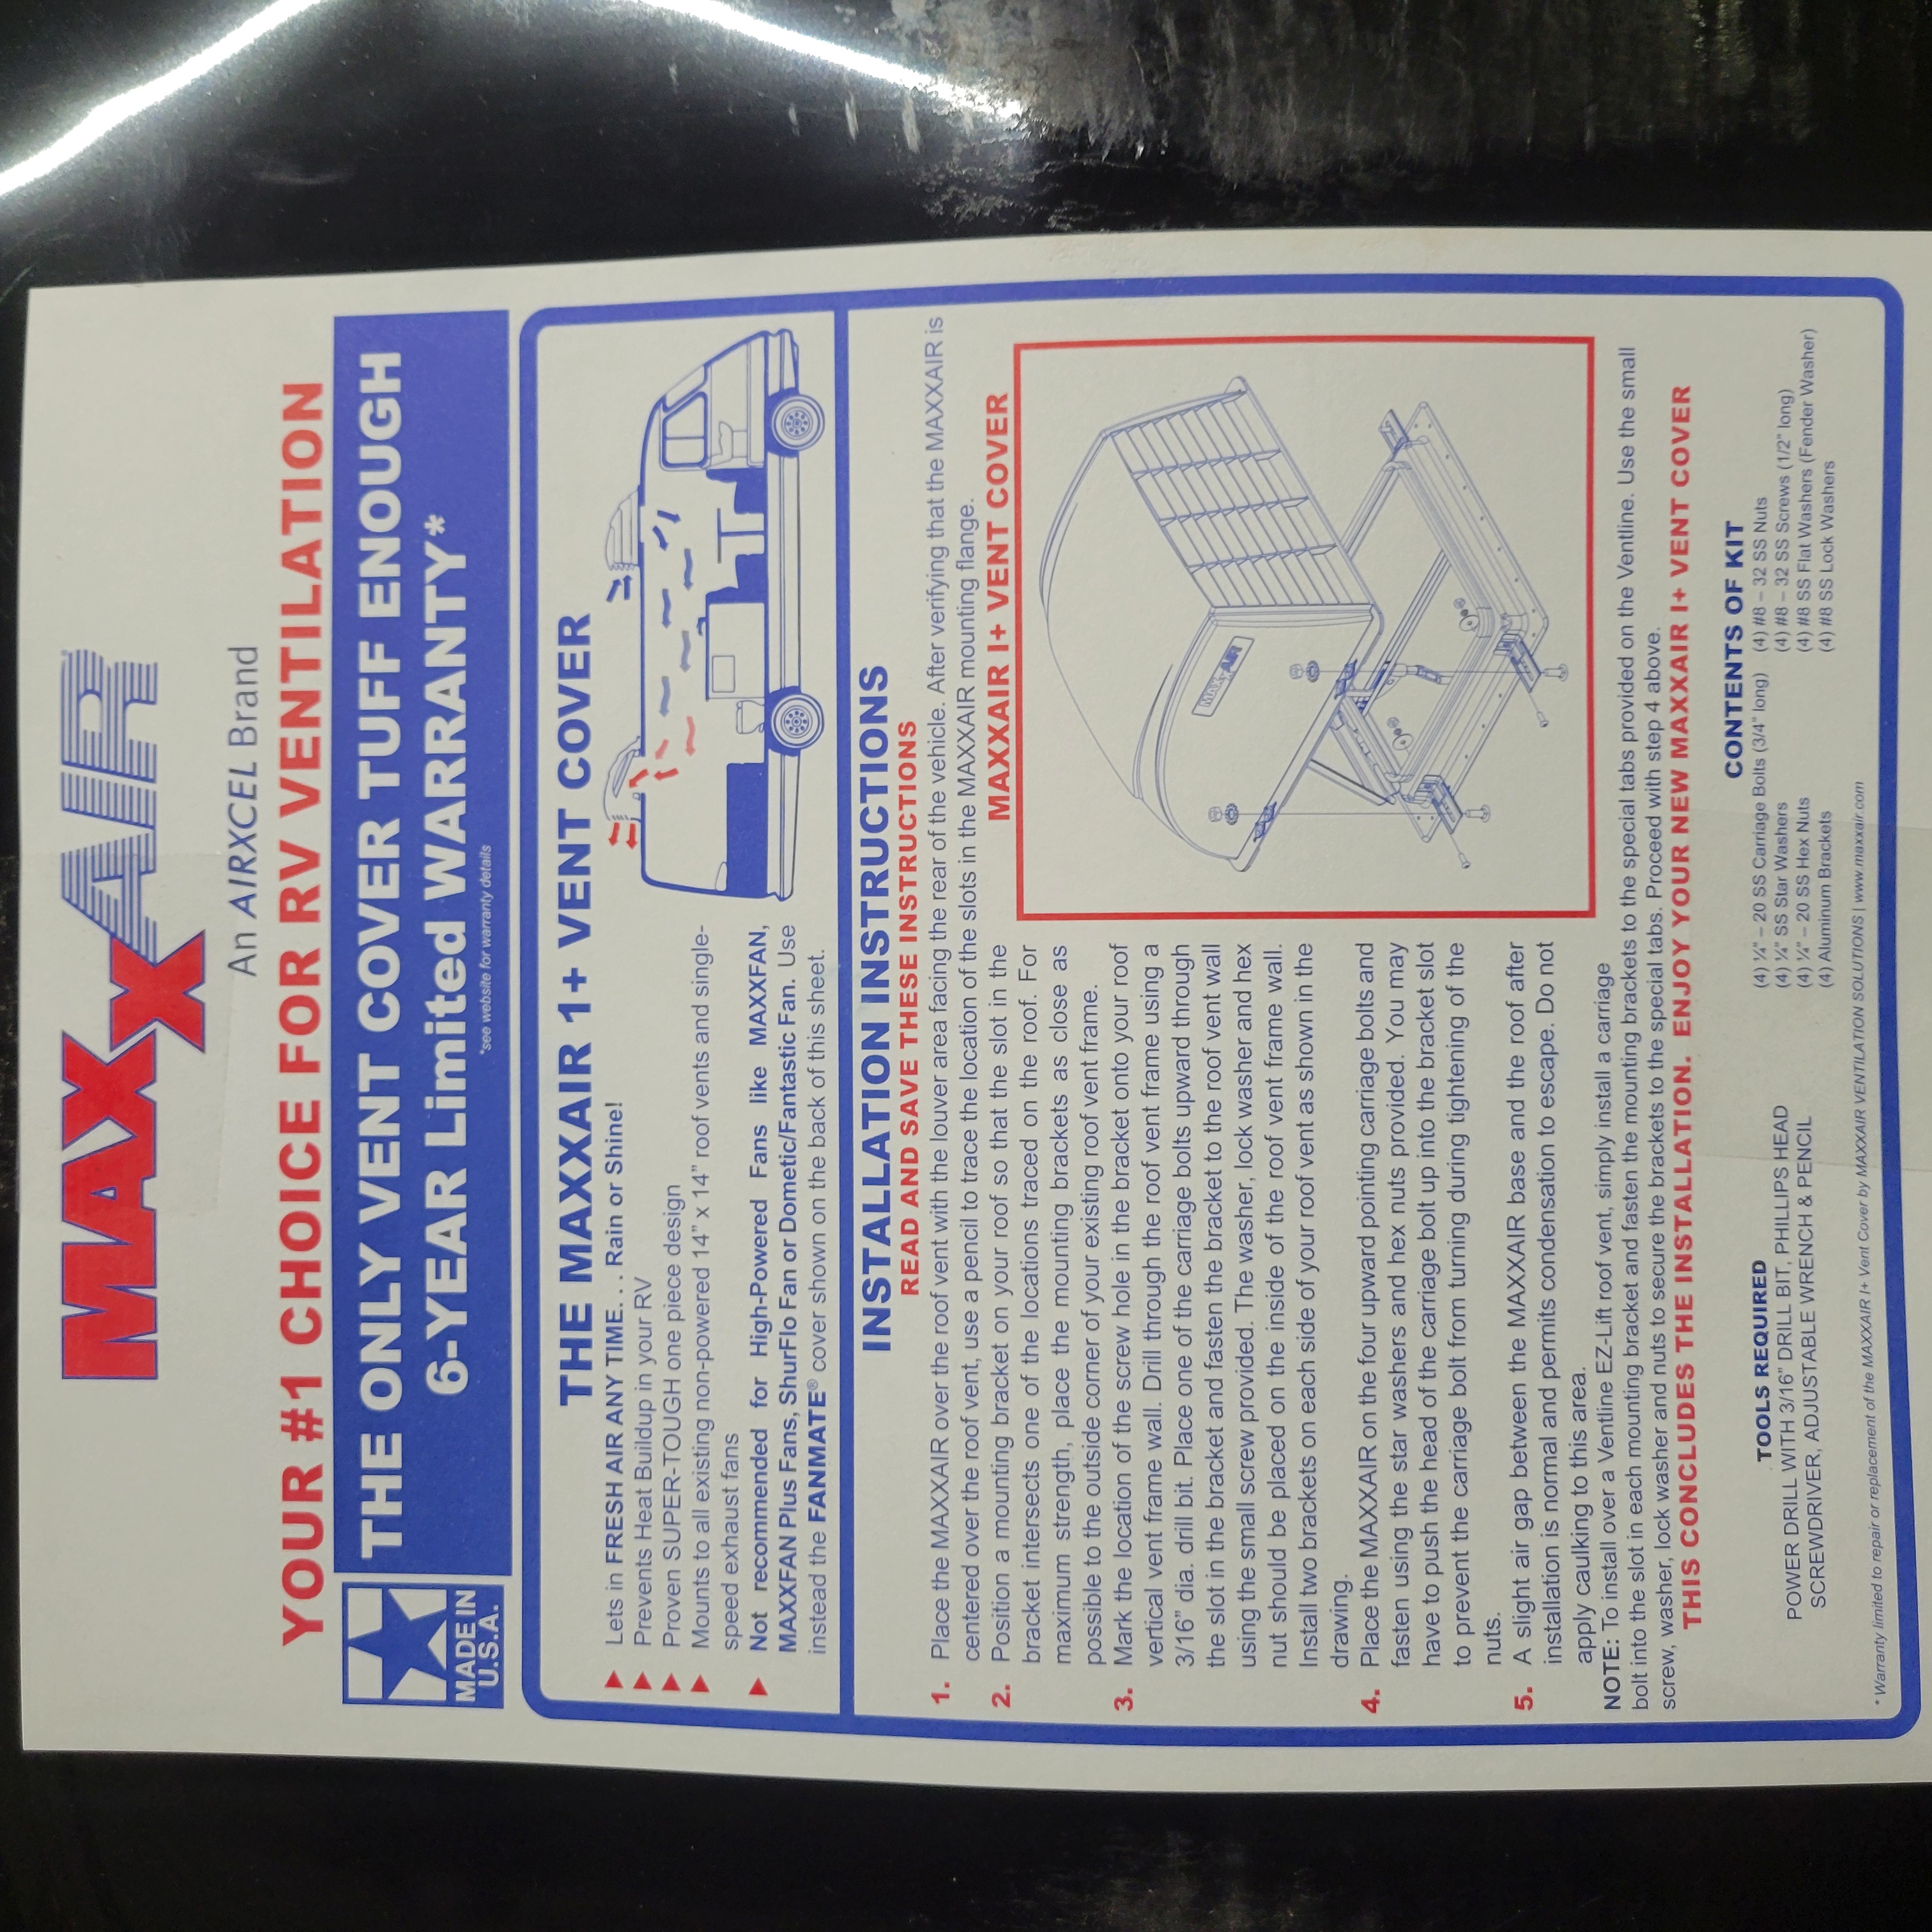 MAXXAIR
An AIRXCEL Brand
YOUR #1 CHOICE FOR RV VENTILATION
MADE IN
U.S.A.
THE ONLY VENT COVER TUFF ENOUGH
6-YEAR Limited WARRANTY*
*see website for warranty details
THE MAXXAIR 1+ VENT COVER
Lets in FRESH AIR ANY TIME. . . Rain or Shine!
Prevents Heat Buildup in your RV
Proven SUPER-TOUGH one piece design
Mounts to all existing non-powered 14" x 14" roof vents and single-
speed exhaust fans
Not recommended for High-Powered Fans like MAXXFAN,
MAXXFAN Plus Fans, ShurFlo Fan or Dometic/Fantastic Fan. Use
instead the FANMATE® cover shown on the back of this sheet.
INSTALLATION INSTRUCTIONS
READ AND SAVE THESE INSTRUCTIONS
1. Place the MAXXAIR over the roof vent with the louver area facing the rear of the vehicle. After verifying that the MAXXAIR is
centered over the roof vent, use a pencil to trace the location of the slots in the MAXXAIR mounting flange.
2. Position a mounting bracket on your roof so that the slot in the
bracket intersects one of the locations traced on the roof. For
maximum strength, place the mounting brackets as close as
possible to the outside corner of your existing roof vent frame.
3. Mark the location of the screw hole in the bracket onto your roof
vertical vent frame wall. Drill through the roof vent frame using a
3/16" dia. drill bit. Place one of the carriage bolts upward through
the slot in the bracket and fasten the bracket to the roof vent wall
using the small screw provided. The washer, lock washer and hex
nut should be placed on the inside of the roof vent frame wall.
Install two brackets on each side of your roof vent as shown in the
drawing.
4. Place the MAXXAIR on the four upward pointing carriage bolts and
fasten using the star washers and hex nuts provided. You may
have to push the head of the carriage bolt up into the bracket slot
to prevent the carriage bolt from turning during tightening of the
nuts.
5. A slight air gap between the MAXXAIR base and the roof after
installation is normal and permits condensation to escape. Do not
apply caulking to this area.
MAXXAIR I+ VENT COVER
MAXXAIR
NOTE: To install over a Ventline EZ-Lift roof vent, simply install a carriage
bolt into the slot in each mounting bracket and fasten the mounting brackets to the special tabs provided on the Ventline. Use the small
screw, washer, lock washer and nuts to secure the brackets to the special tabs. Proceed with step 4 above.
THIS CONCLUDES THE INSTALLATION. ENJOY YOUR NEW MAXXAIR I+ VENT COVER
TOOLS REQUIRED
POWER DRILL WITH 3/16" DRILL BIT, PHILLIPS HEAD
SCREWDRIVER, ADJUSTABLE WRENCH & PENCIL
CONTENTS OF KIT
(4) ¼" – 20 SS Carriage Bolts (3/4" long)
(4) ¼" SS Star Washers
(4) ¼" – 20 SS Hex Nuts
(4) Aluminum Brackets
(4) #8 – 32 SS Nuts
(4) #8 – 32 SS Screws (1/2" long)
(4) #8 SS Flat Washers (Fender Washer)
(4) #8 SS Lock Washers
* Warranty limited to repair or replacement of the MAXXAIR I+ Vent Cover by MAXXAIR VENTILATION SOLUTIONS | www.maxxair.com